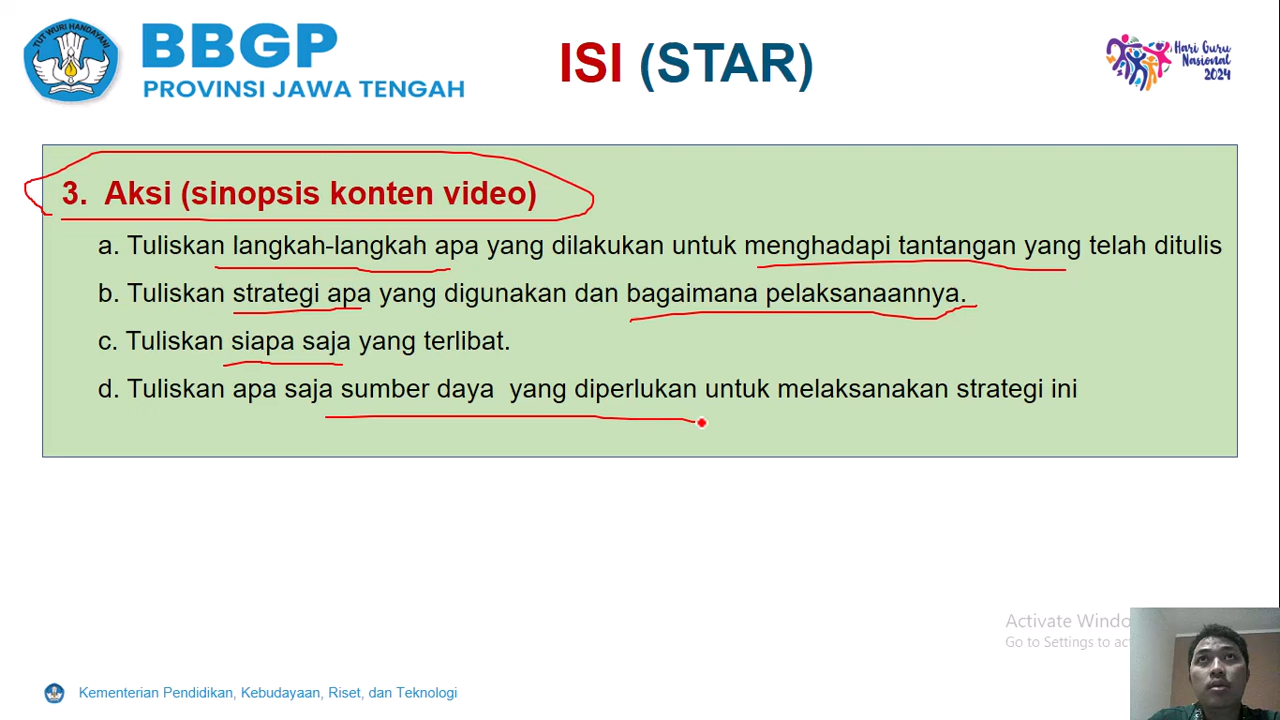 TUT WURI HANDAYANI
BBGP
PROVINSI JAWA TENGAH
ISI (STAR)
Hari Guru
Nasional
2024
3. Aksi (sinopsis konten video)
a. Tuliskan langkah-langkah apa yang dilakukan untuk menghadapi tantangan yang telah ditulis
b. Tuliskan strategi apa yang digunakan dan bagaimana pelaksanaannya.
c. Tuliskan siapa saja yang terlibat.
d. Tuliskan apa saja sumber daya yang diperlukan untuk melaksanakan strategi ini
Activate Windo
Go to Settings to ac
Kementerian Pendidikan, Kebudayaan, Riset, dan Teknologi